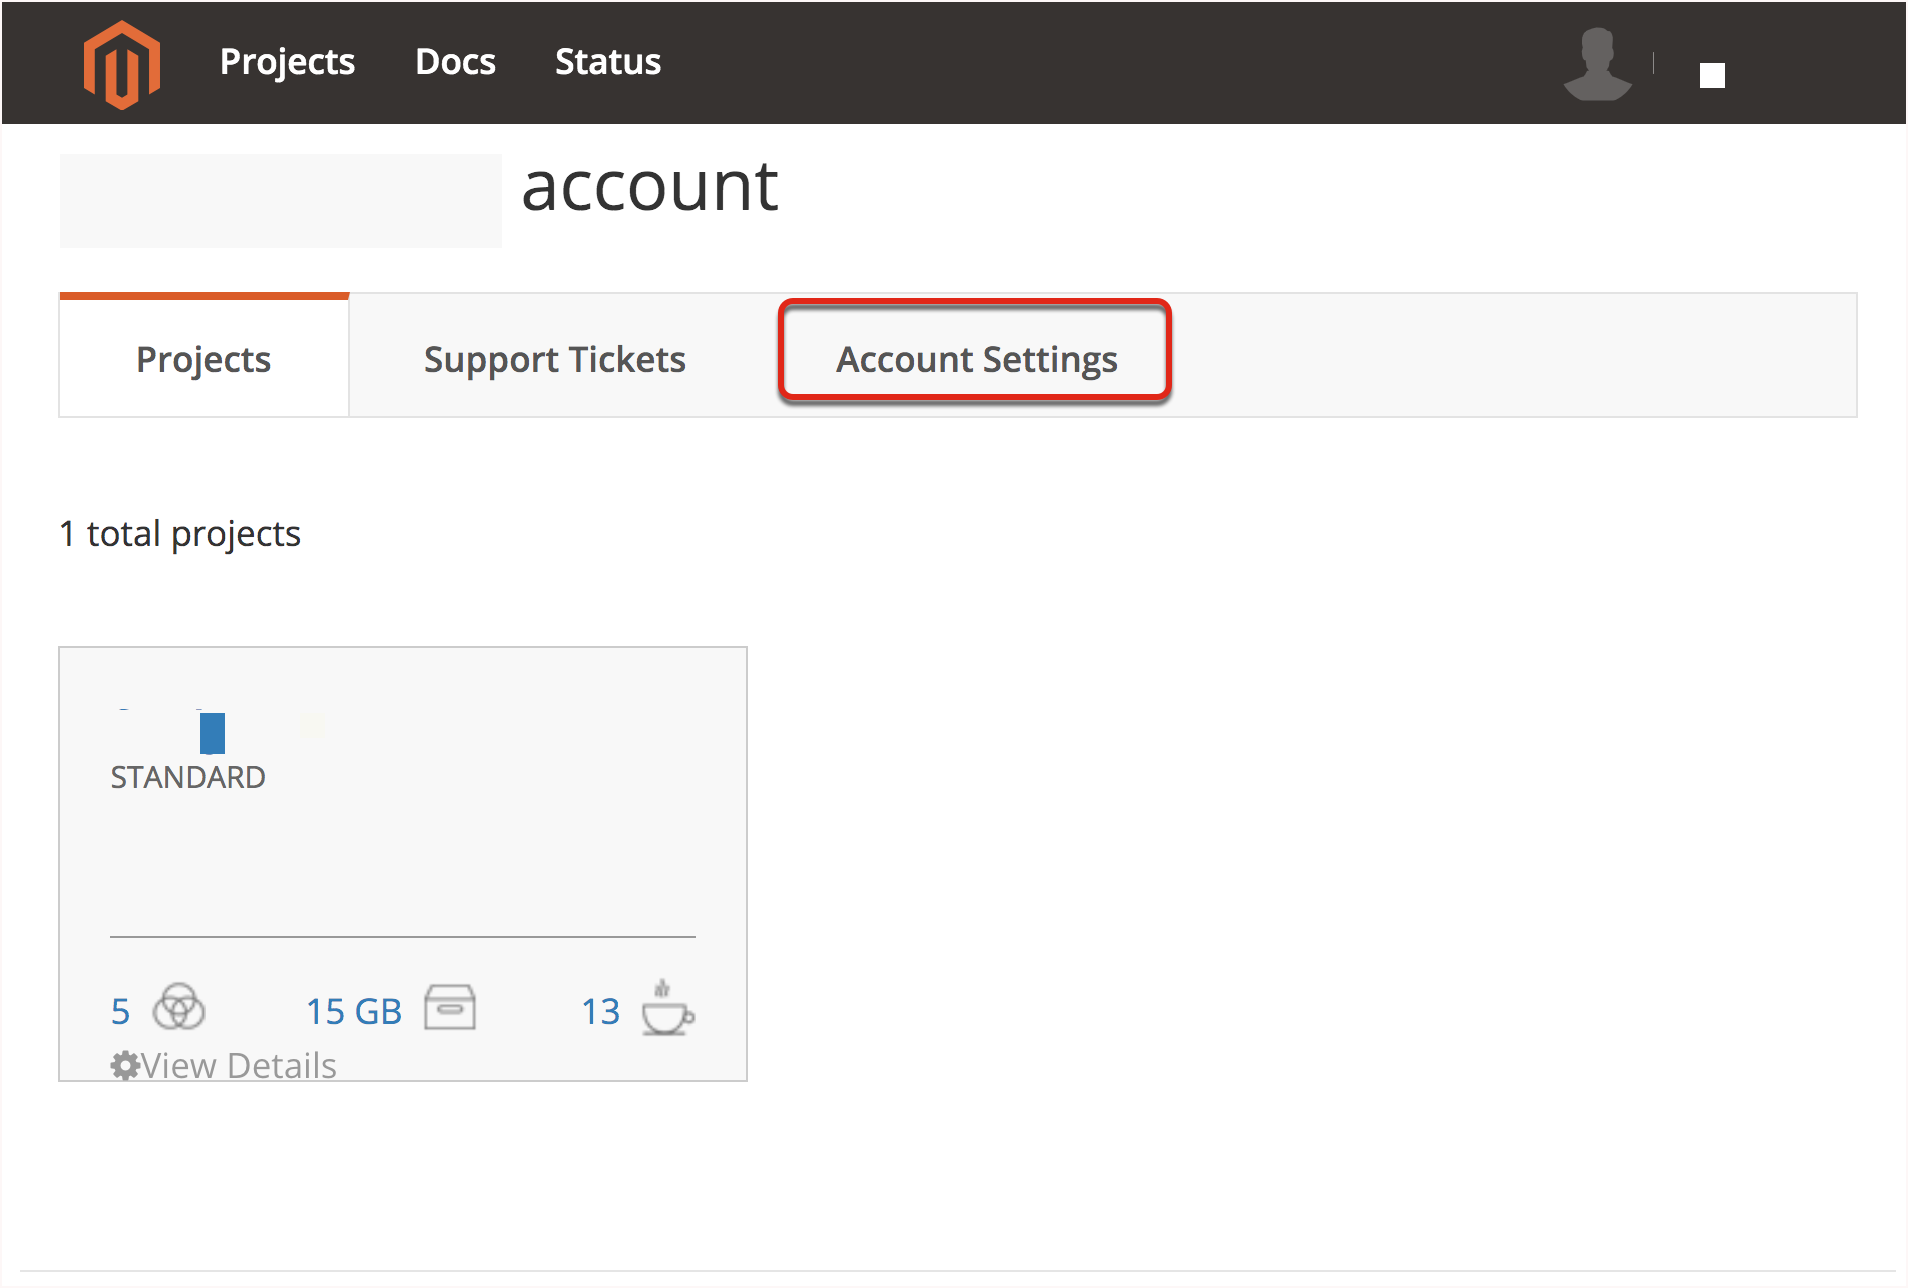 Projects Docs Status
account
Projects Support Tickets Account Settings
1 total projects
STANDARD
5 15 GB 13
View Details